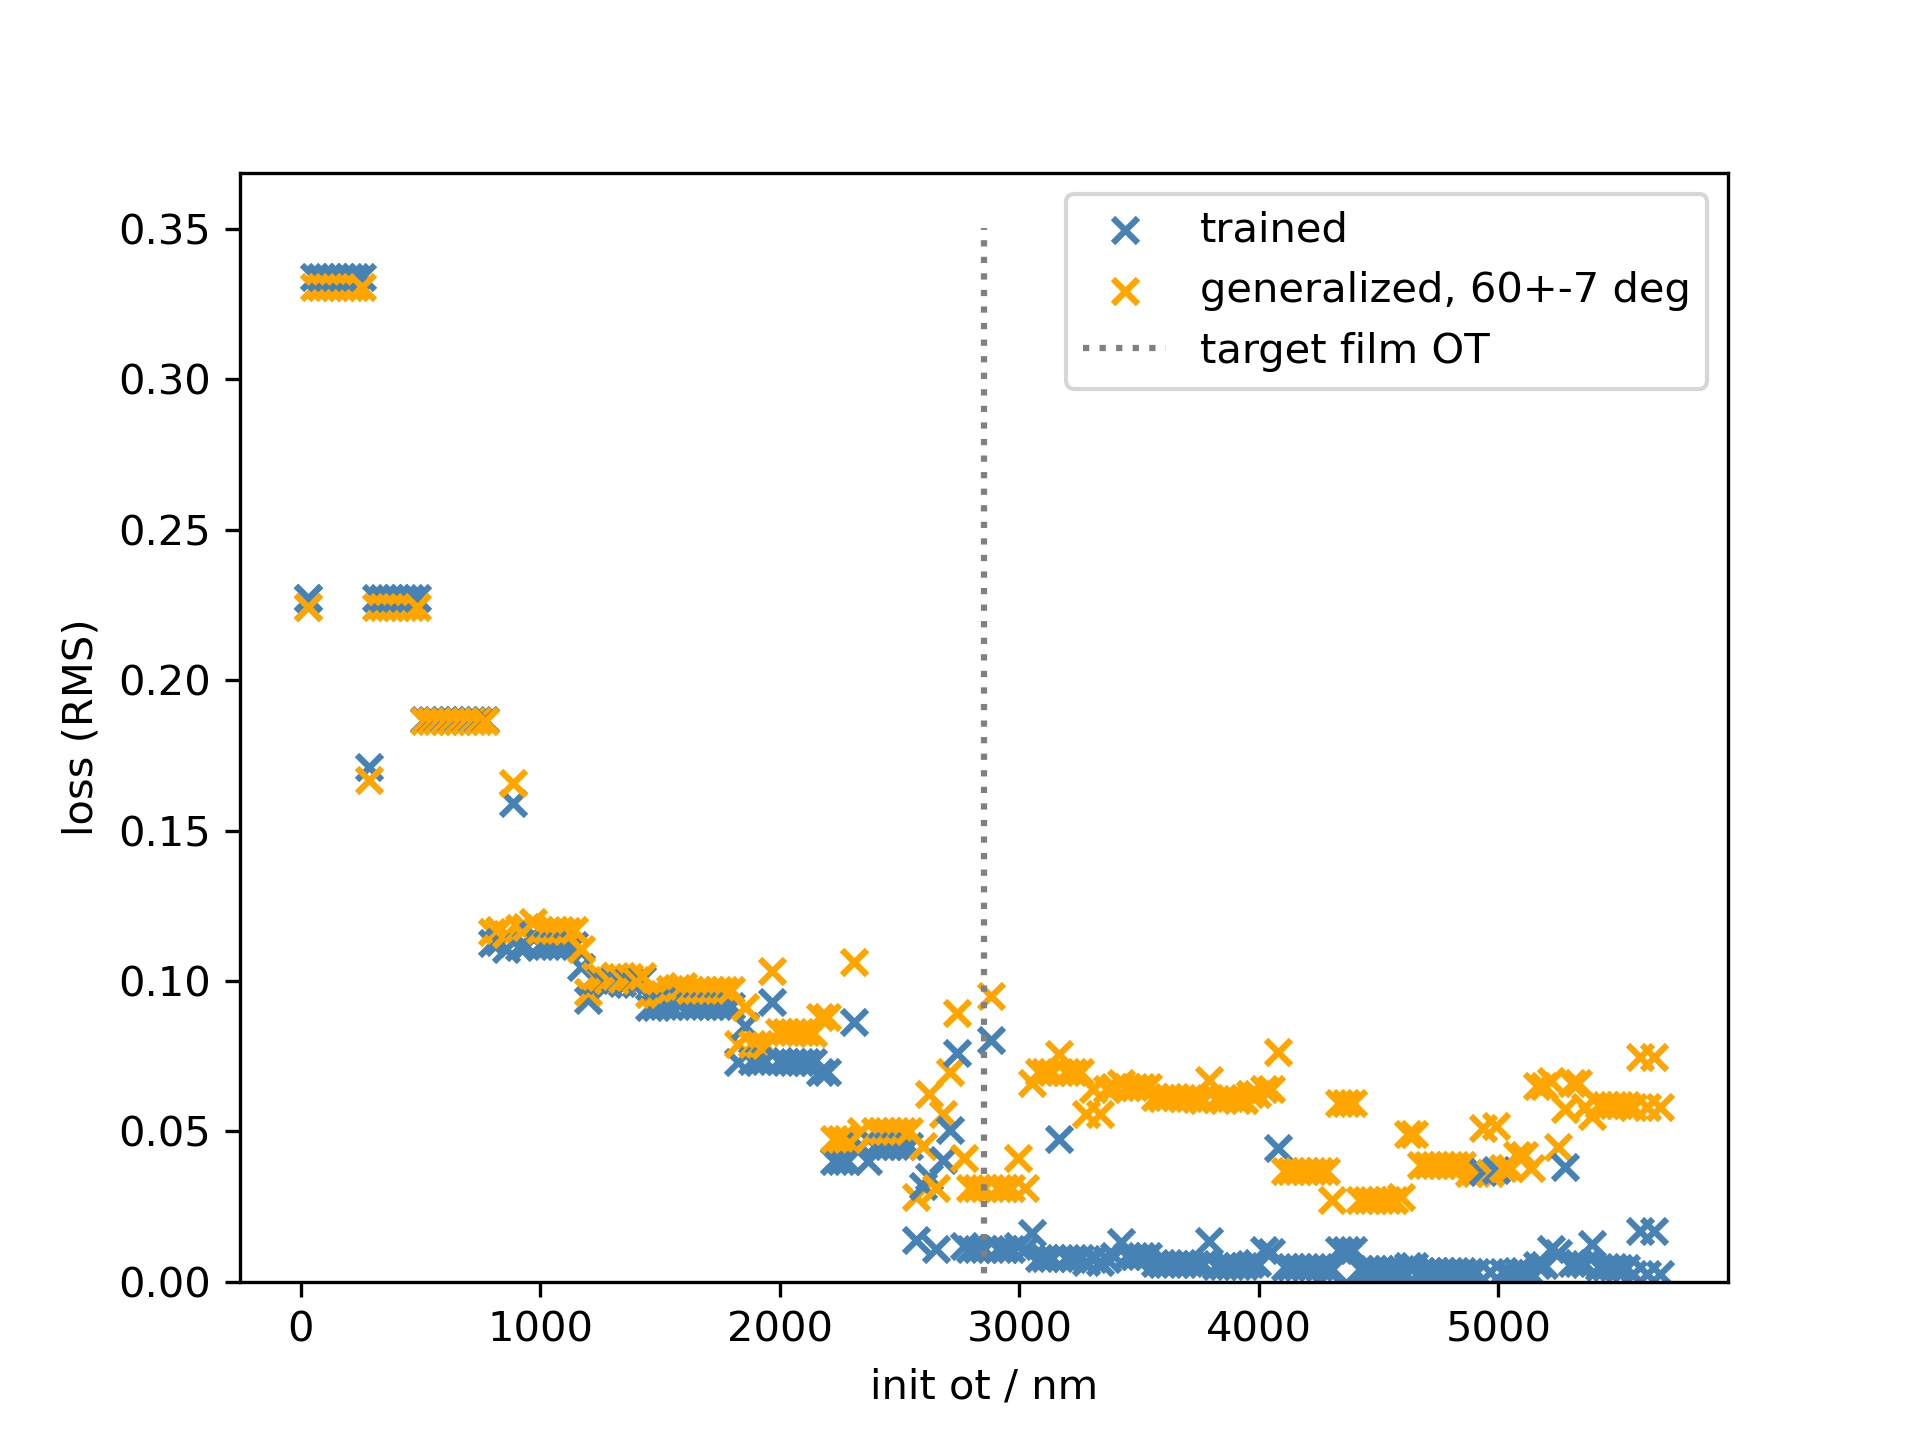 trained
generalized, 60+-7 deg
target film OT
0.35
0.30
0.25
0.20
0.15
0.10
0.05
0.00
loss (RMS)
0 1000 2000 3000 4000 5000
init ot / nm